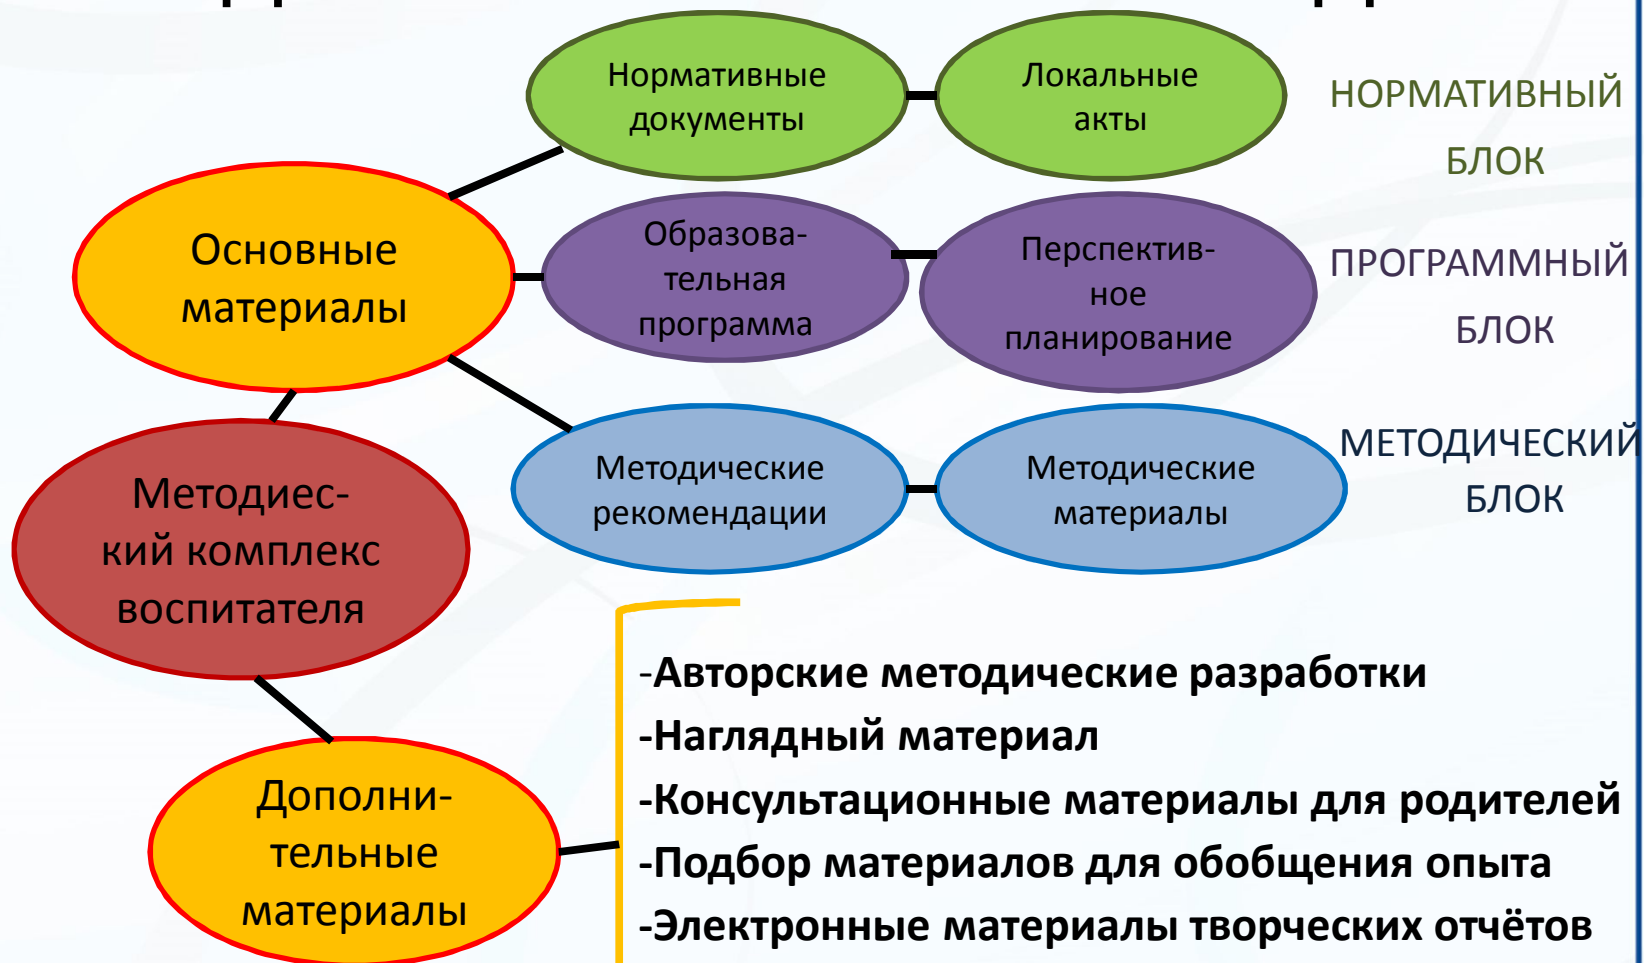 Нормативные
документы
Локальные
акты
НОРМАТИВНЫЙ
БЛОК
Основные
материалы
Образова-
тельная
программа
Перспектив-
ное
планирование
ПРОГРАММНЫЙ
БЛОК
Методические
рекомендации
Методические
материалы
МЕТОДИЧЕСКИЙ
БЛОК
Методиес-
кий комплекс
воспитателя
Дополни-
тельные
материалы
-Авторские методические разработки
-Наглядный материал
-Консультационные материалы для родителей
-Подбор материалов для обобщения опыта
-Электронные материалы творческих отчётов